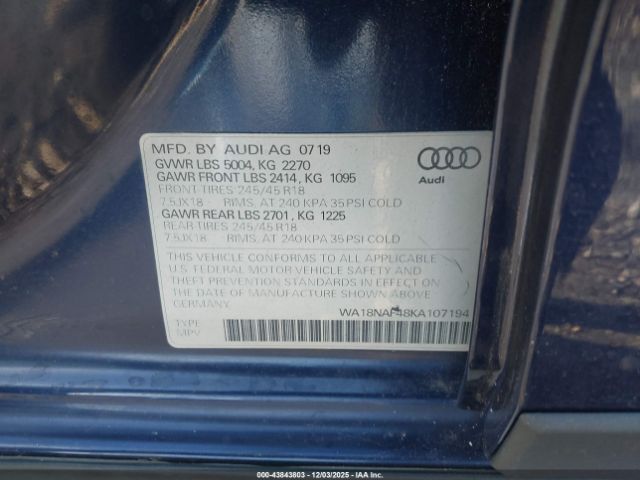 MFD. BY AUDI AG 0719
GVWR LBS 5004, KG 2270
GAWR FRONT LBS 2414, KG 1095
FRONT TIRES 245/45 R18
7.5JX18 RIMS, AT 240 KPA 35 PSI COLD
GAWR REAR LBS 2701, KG 1225
REAR TIRES 245/45 R18
7.5JX18 RIMS, AT 240 KPA 35 PSI COLD
Audi
THIS VEHICLE CONFORMS TO ALL APPLICABLE
U.S. FEDERAL MOTOR VEHICLE SAFETY AND
THEFT PREVENTION STANDARDS IN EFFECT ON
THE DATE OF MANUFACTURE SHOWN ABOVE
GERMANY.
WA18NAF48KA107194
TYPE
MPV
000-43843803 - 12/03/2025 - IAA Inc.